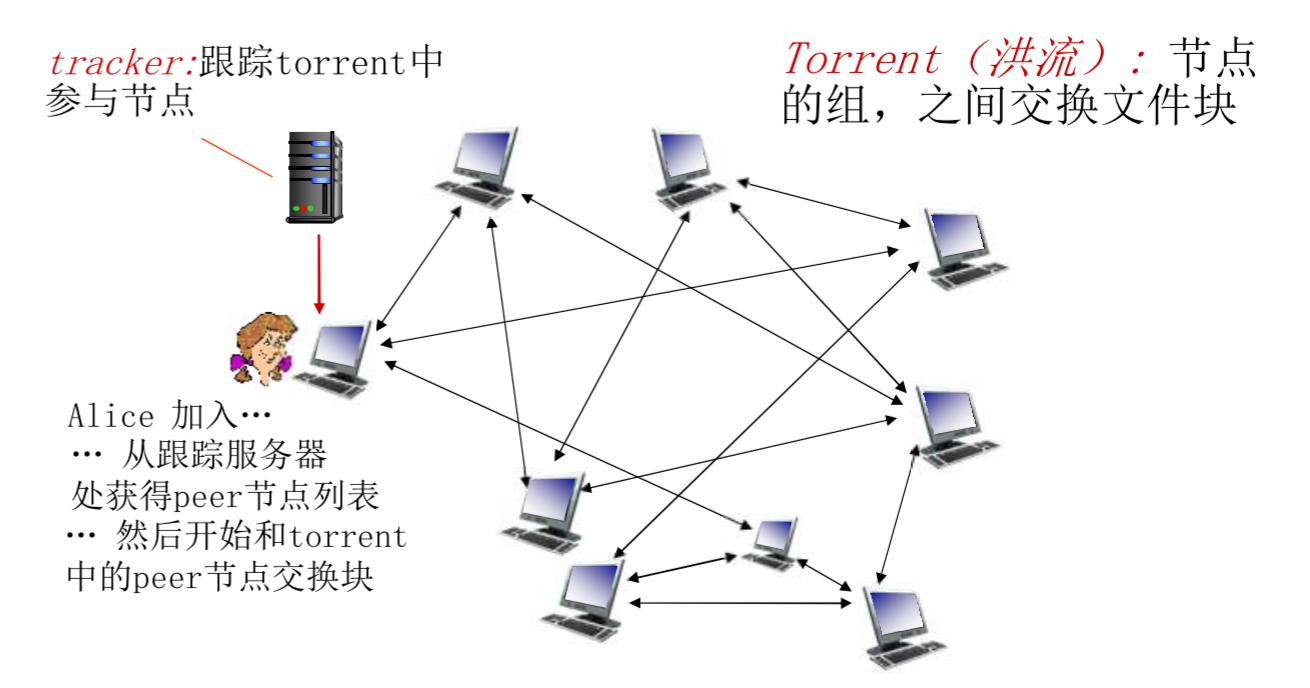 tracker:跟踪torrent中
参与节点
Torrent（洪流）: 节点
的组，之间交换文件块
Alice 加入…
… 从跟踪服务器
处获得peer节点列表
… 然后开始和torrent
中的peer节点交换块